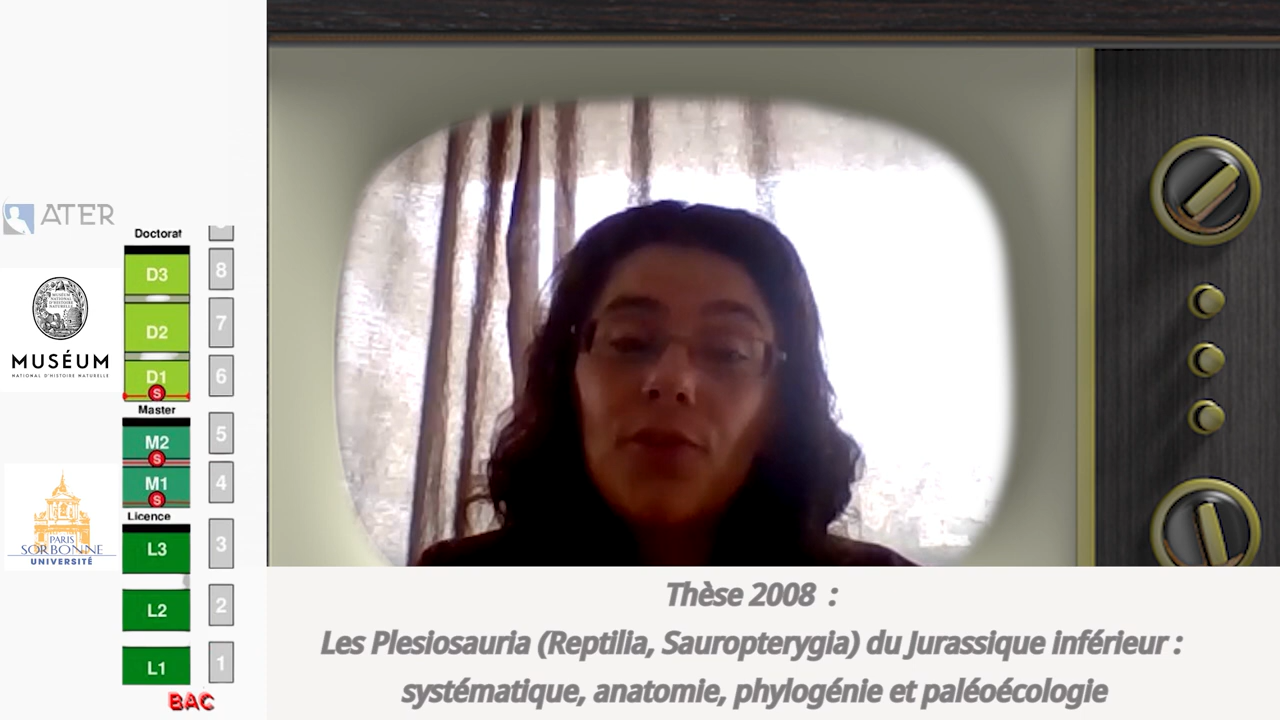 ATER
Doctorat
8
D3
7
D2
MUSÉUM
NATIONAL D'HISTOIRE NATURELLE
6
D1
S
Master
5
M2
S
4
M1
S
Licence
3
L3
PARIS
SORBONNE
UNIVERSITÉ
2
L2
1
L1
BAC
Thèse 2008 :
Les Plesiosauria (Reptilia, Sauropterygia) du Jurassique inférieur :
systématique, anatomie, phylogénie et paléoécologie